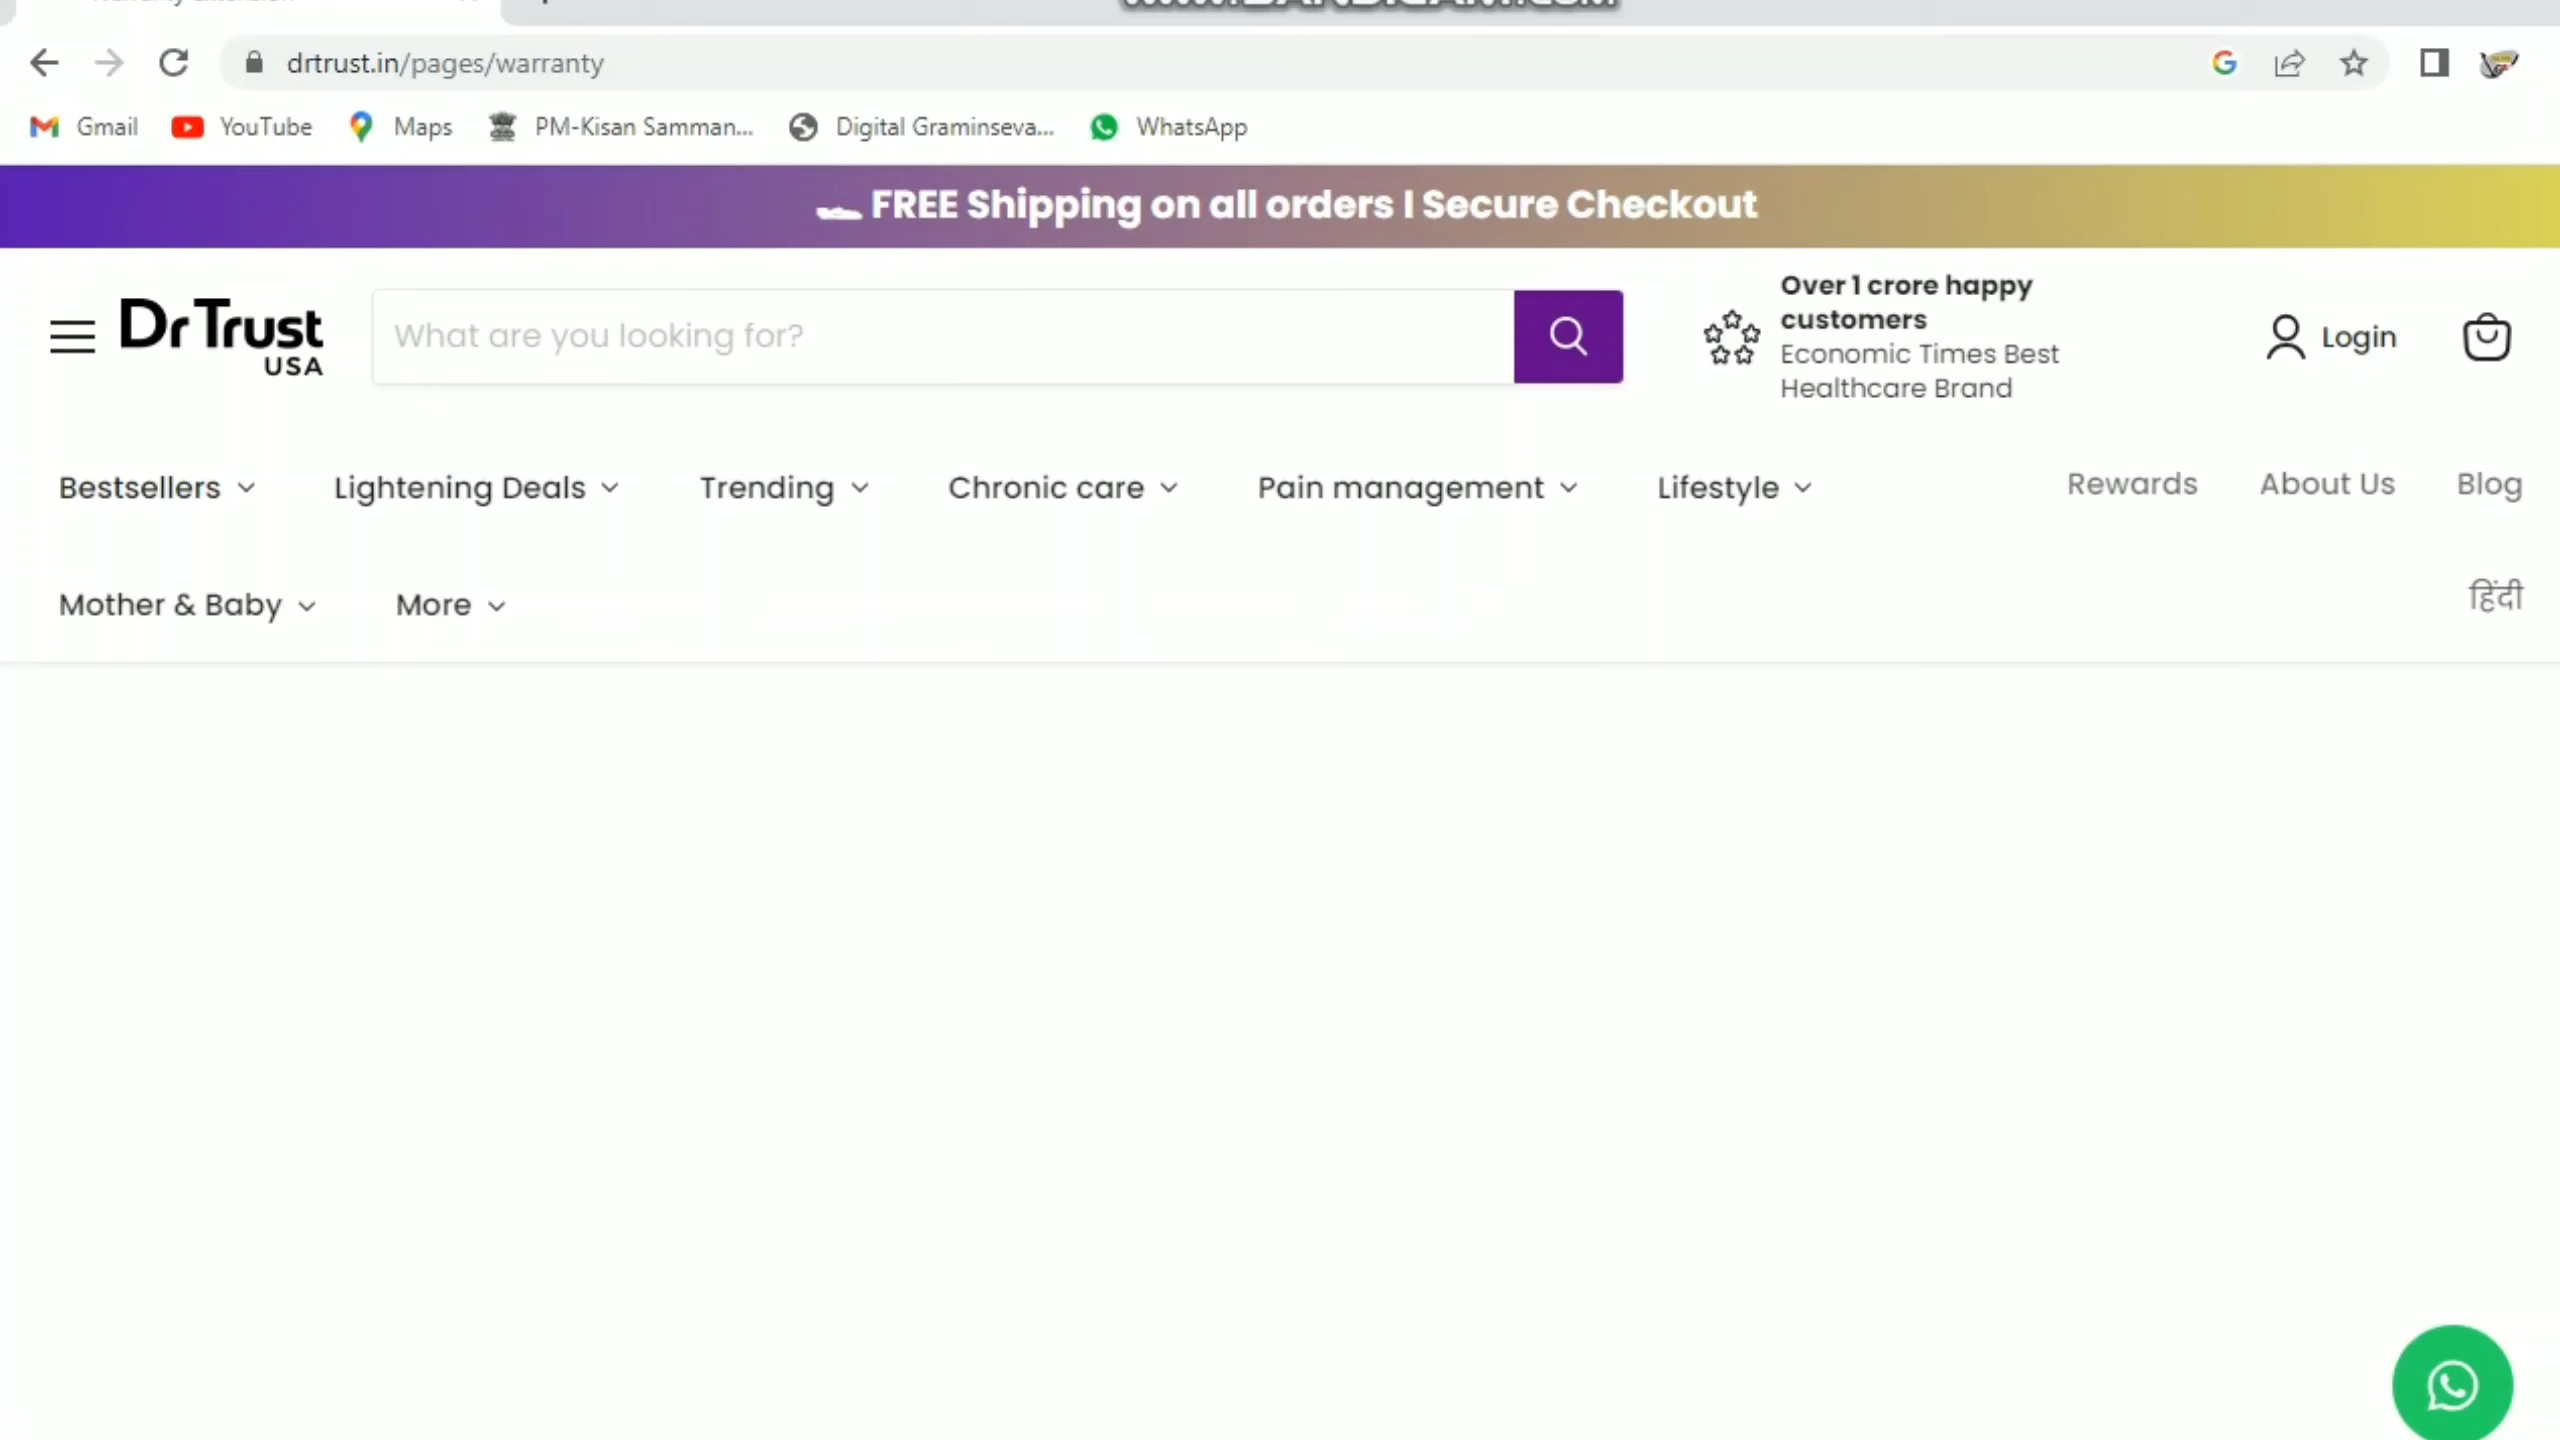 drtrust.in/pages/warranty
Gmail YouTube Maps PM-Kisan Samman... Digital Graminseva... WhatsApp
FREE Shipping on all orders I Secure Checkout
Dr Trust
USA
What are you looking for?
Over 1 crore happy
customers
Economic Times Best
Healthcare Brand
Login
Bestsellers Lightening Deals Trending Chronic care Pain management Lifestyle Rewards About Us Blog
Mother & Baby More हिंदी